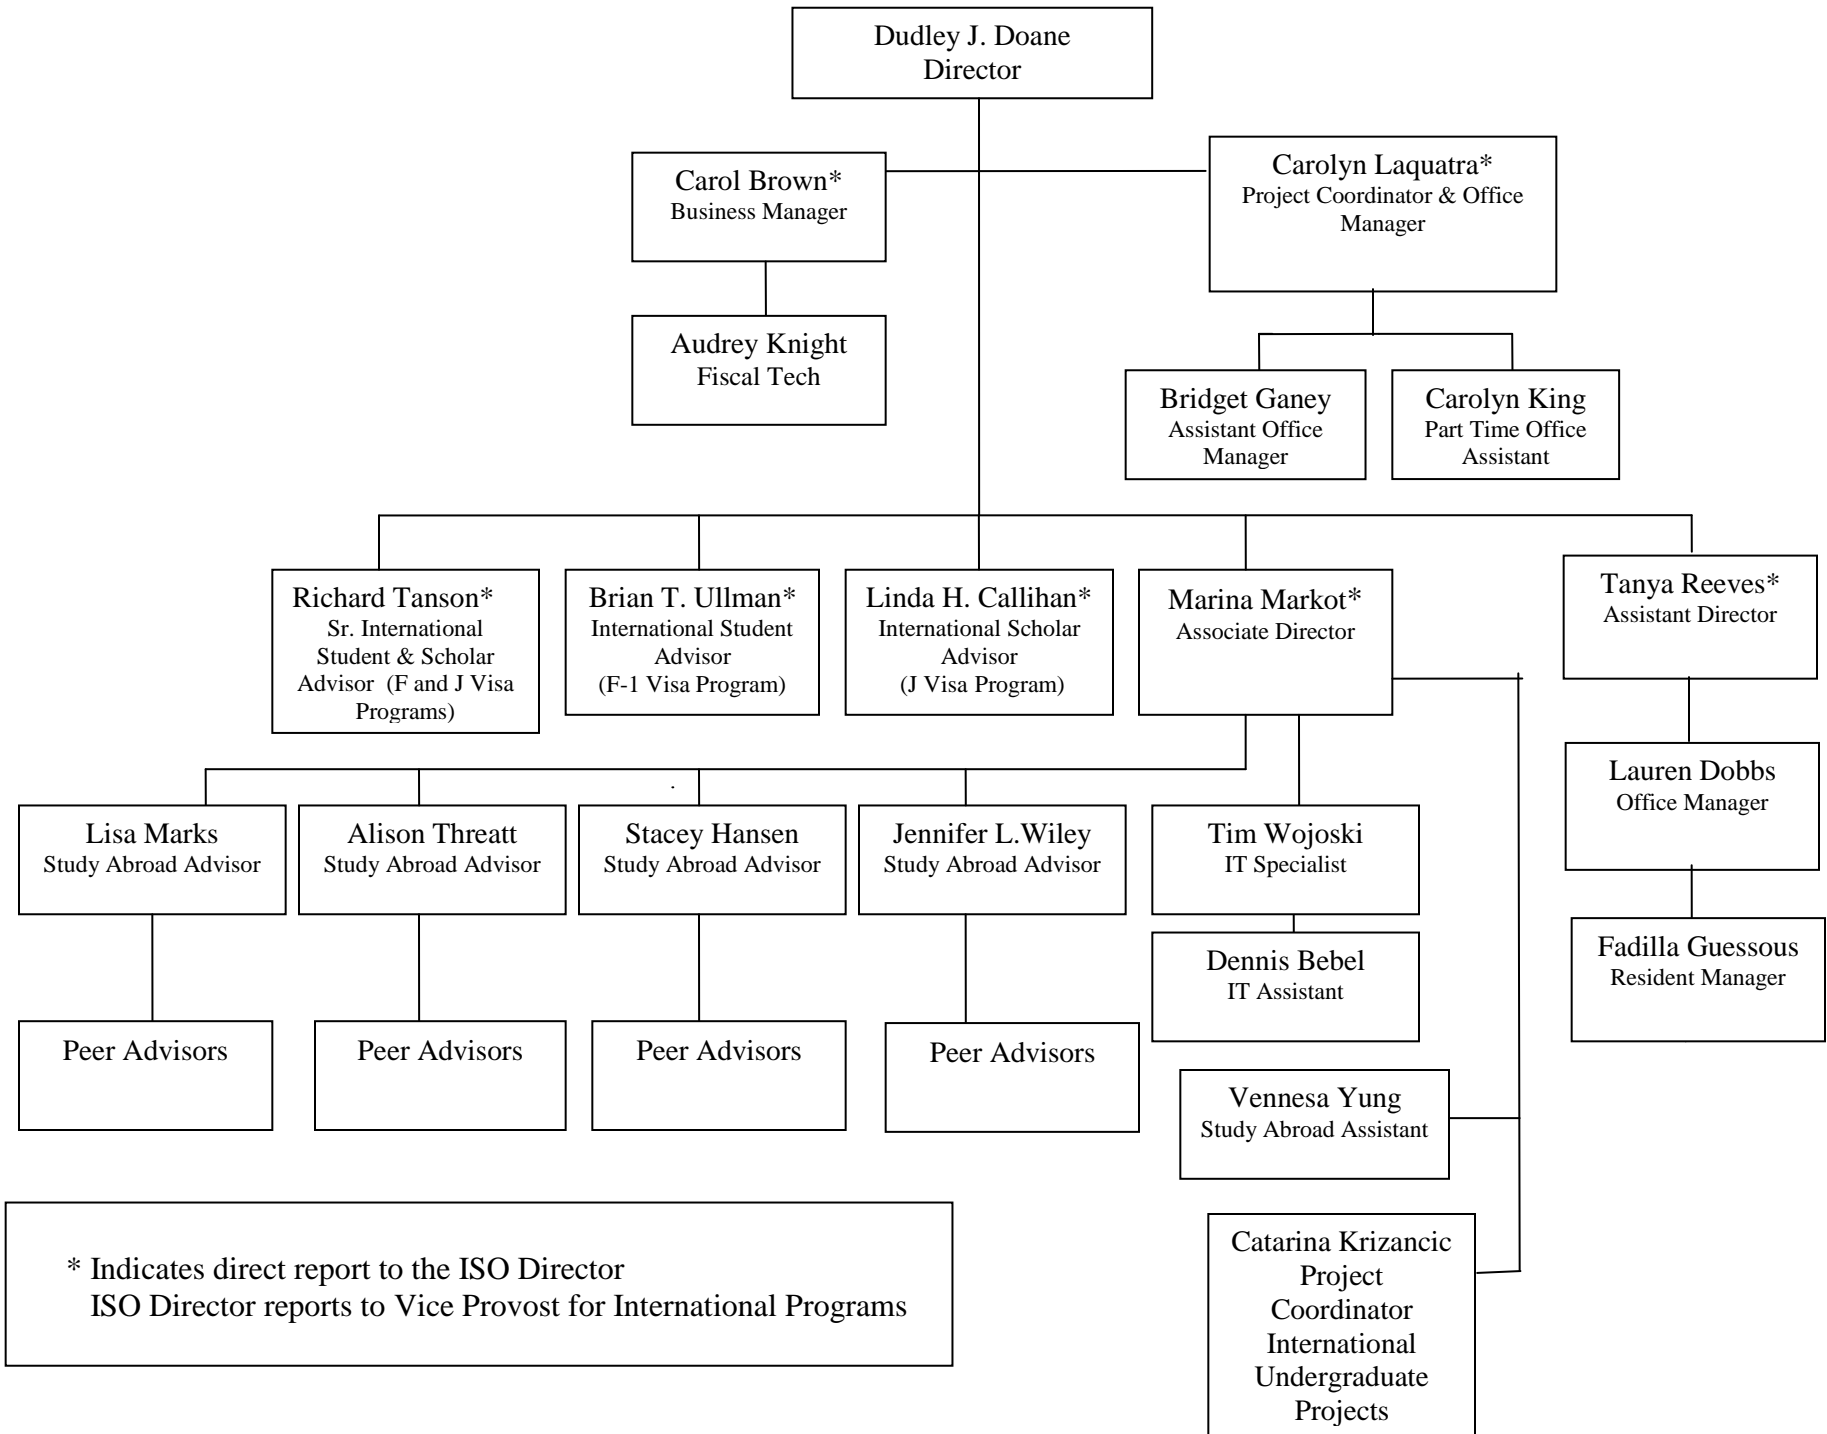 Dudley J. Doane
Director
Carol Brown*
Business Manager
Carolyn Laquatra*
Project Coordinator & Office
Manager
Audrey Knight
Fiscal Tech
Bridget Ganey
Assistant Office
Manager
Carolyn King
Part Time Office
Assistant
Richard Tanson*
Sr. International
Student & Scholar
Advisor (F and J Visa
Programs)
Brian T. Ullman*
International Student
Advisor
(F-1 Visa Program)
Linda H. Callihan*
International Scholar
Advisor
(J Visa Program)
Marina Markot*
Associate Director
Tanya Reeves*
Assistant Director
Lauren Dobbs
Office Manager
Fadilla Guessous
Resident Manager
Lisa Marks
Study Abroad Advisor
Alison Threatt
Study Abroad Advisor
Stacey Hansen
Study Abroad Advisor
Jennifer L.Wiley
Study Abroad Advisor
Tim Wojoski
IT Specialist
Dennis Bebel
IT Assistant
Peer Advisors
Peer Advisors
Peer Advisors
Peer Advisors
Vennesa Yung
Study Abroad Assistant
Catarina Krizancic
Project
Coordinator
International
Undergraduate
Projects
* Indicates direct report to the ISO Director
ISO Director reports to Vice Provost for International Programs